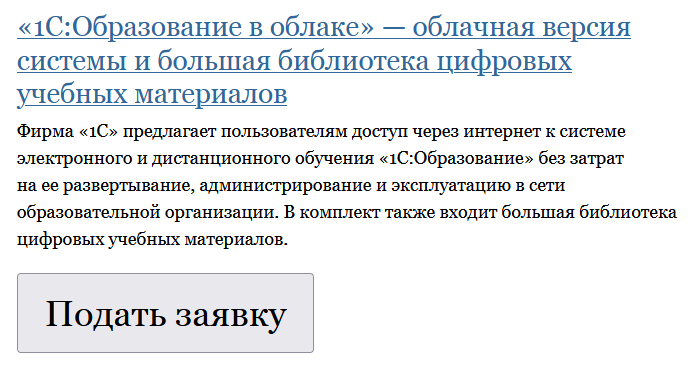 «1С:Образование в облаке» — облачная версия
системы и большая библиотека цифровых
учебных материалов
Фирма «1С» предлагает пользователям доступ через интернет к системе
электронного и дистанционного обучения «1С:Образование» без затрат
на ее развертывание, администрирование и эксплуатацию в сети
образовательной организации. В комплект также входит большая библиотека
цифровых учебных материалов.
Подать заявку